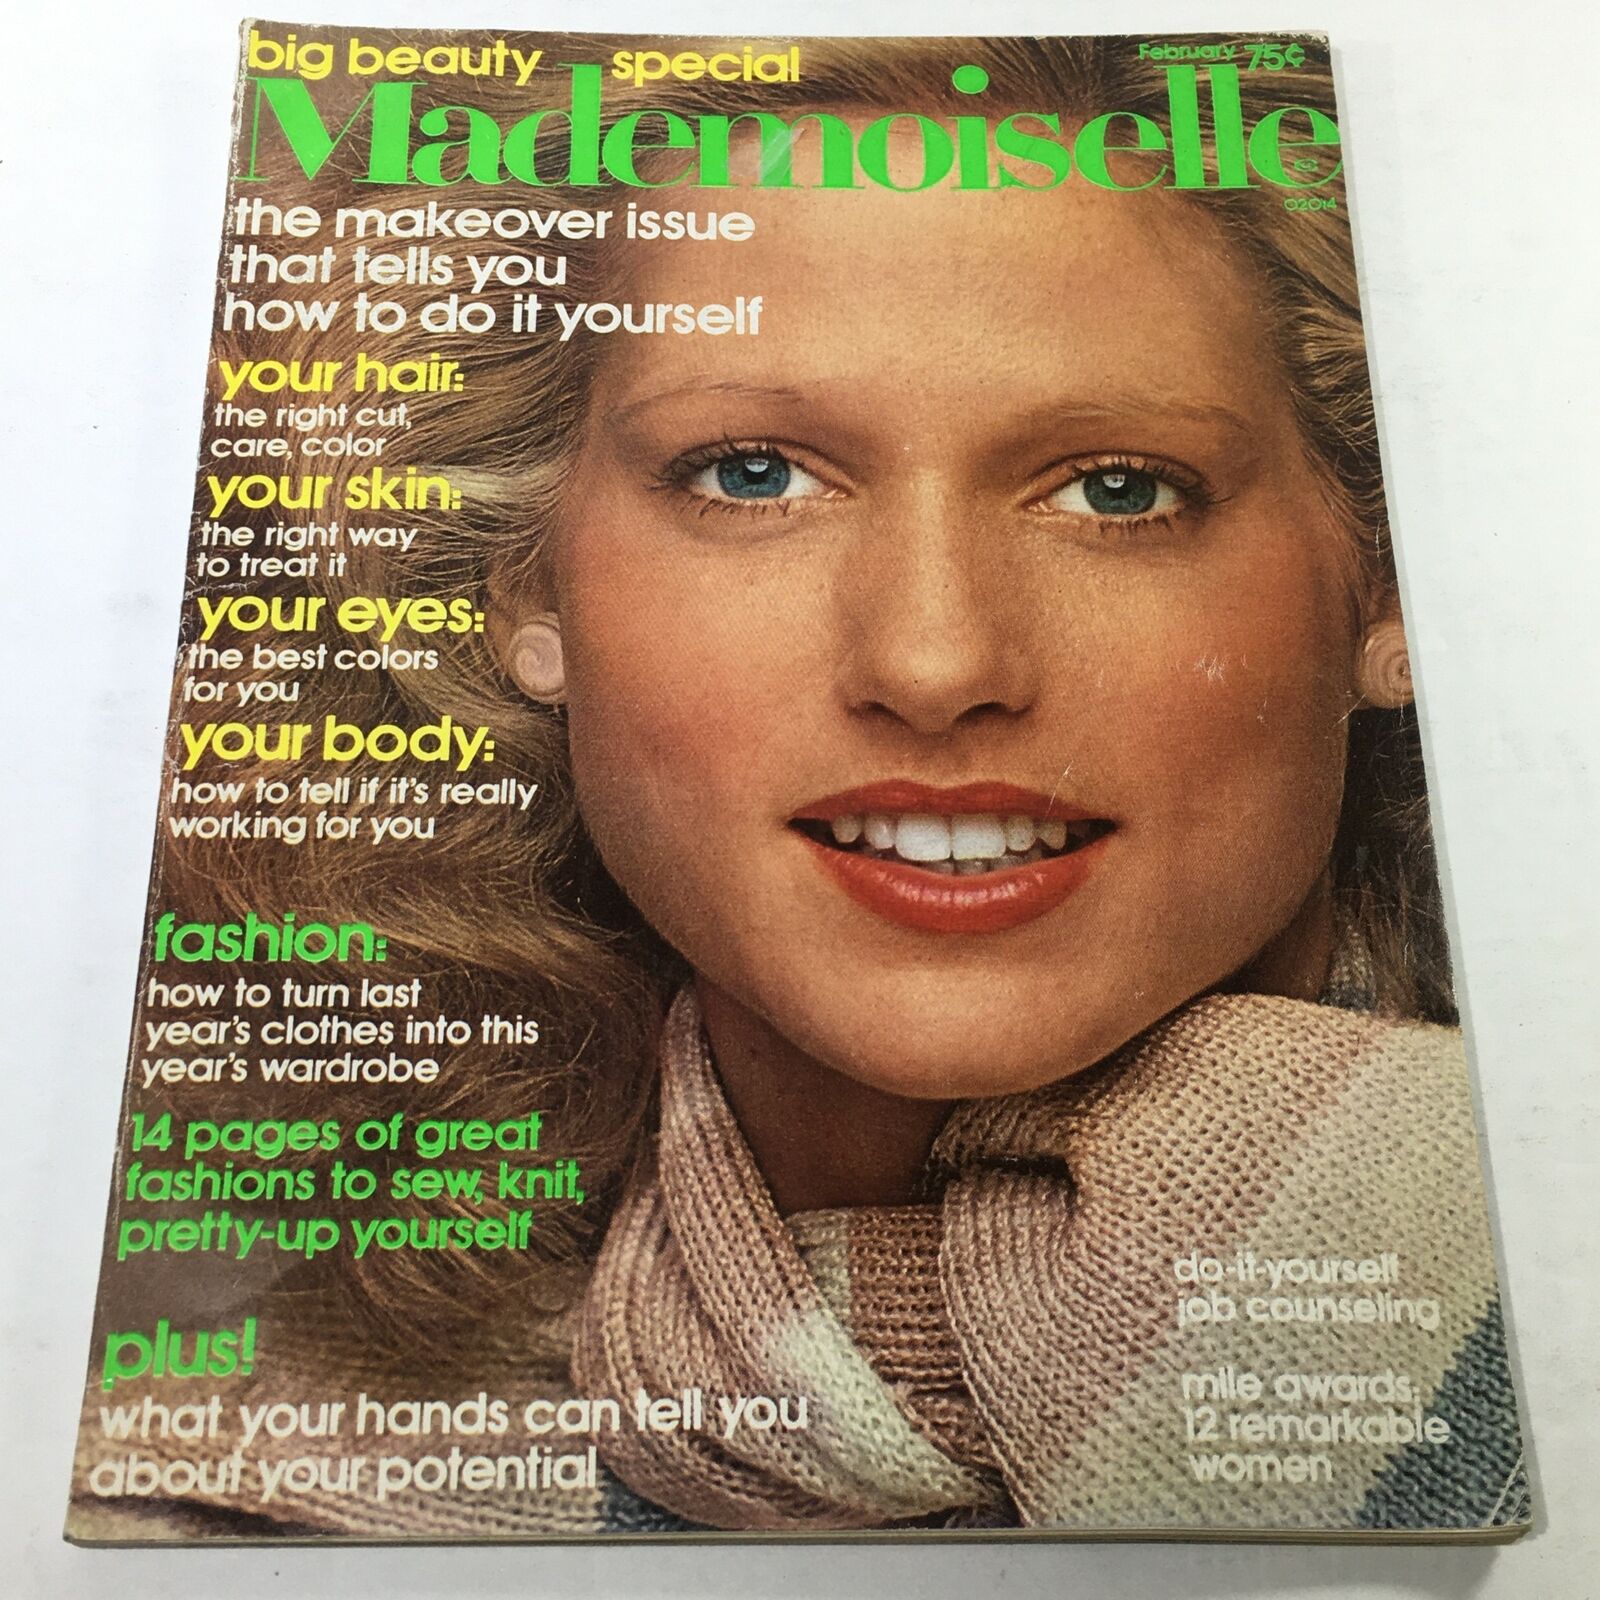 big beauty special
February 75¢
Mademoiselle
02014
the makeover issue
that tells you
how to do it yourself
your hair:
the right cut,
care, color
your skin:
the right way
to treat it
your eyes:
the best colors
for you
your body:
how to tell if it's really
working for you
fashion:
how to turn last
year's clothes into this
year's wardrobe
14 pages of great
fashions to sew, knit,
pretty-up yourself
plus!
what your hands can tell you
about your potential
do-it-yourself
job counseling
mlle awards:
12 remarkable
women